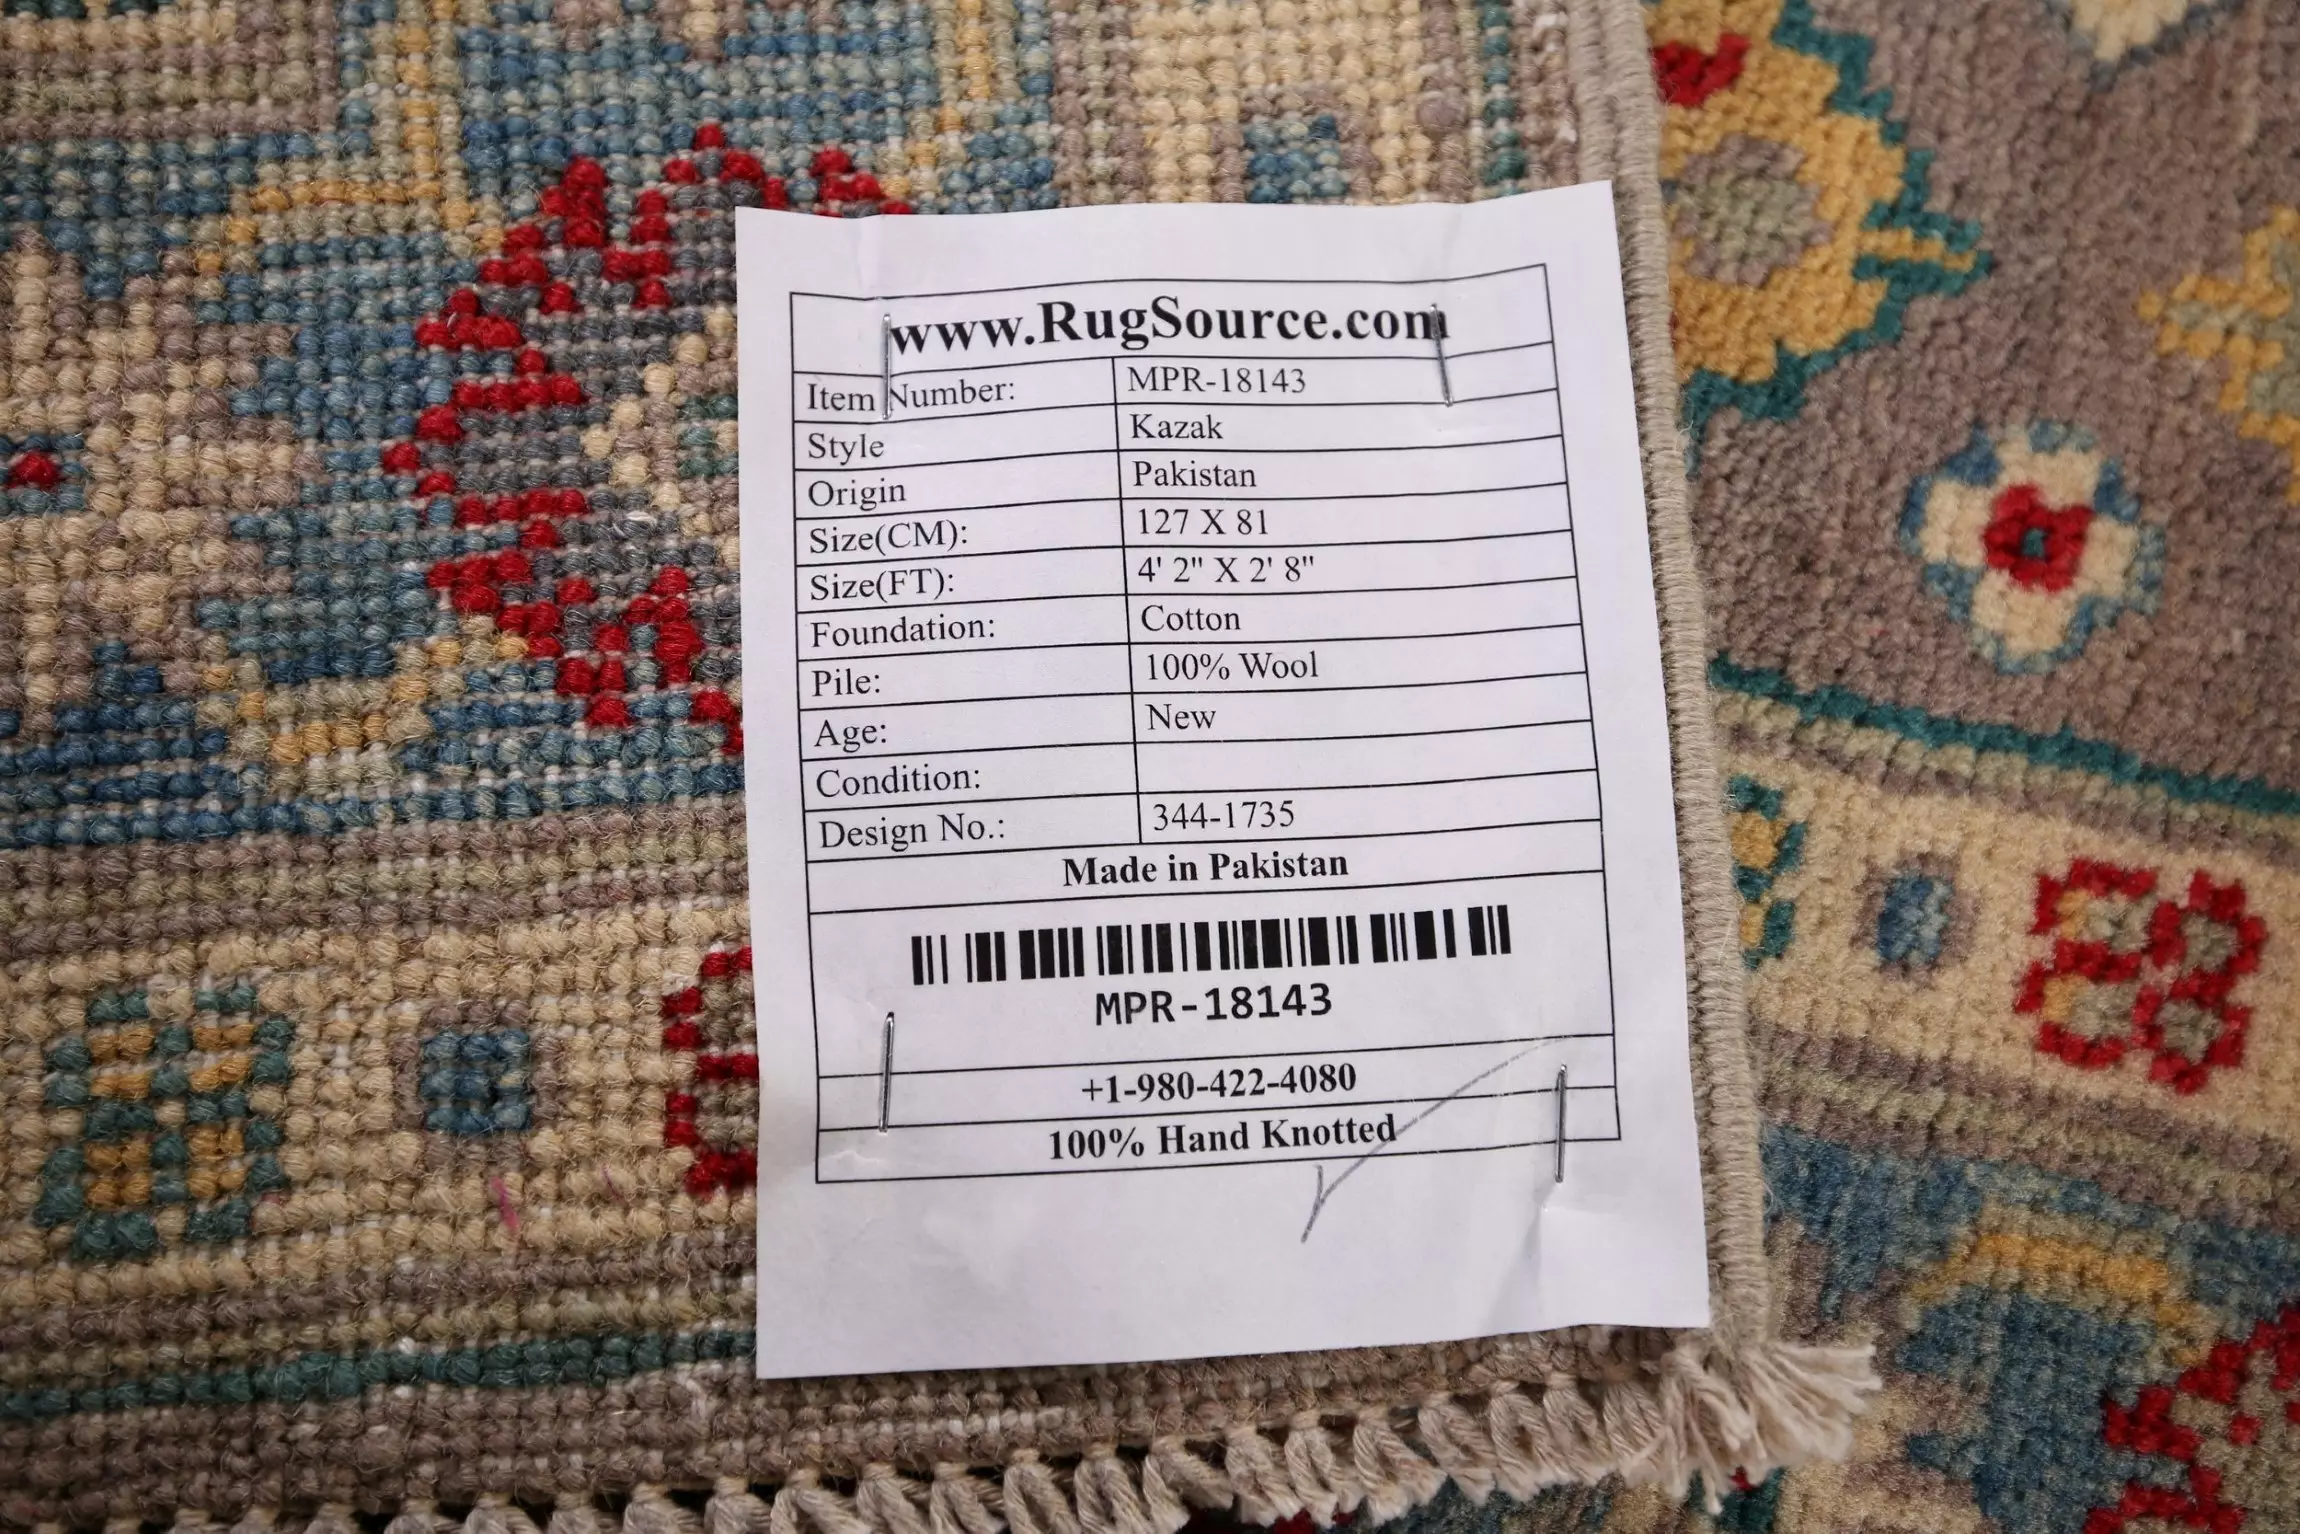 www.RugSource.com
Item Number: MPR-18143
Style Kazak
Origin Pakistan
Size(CM): 127 X 81
Size(FT): 4' 2" X 2' 8"
Foundation: Cotton
Pile: 100% Wool
Age: New
Condition:
Design No.: 344-1735
Made in Pakistan
MPR-18143
+1-980-422-4080
100% Hand Knotted